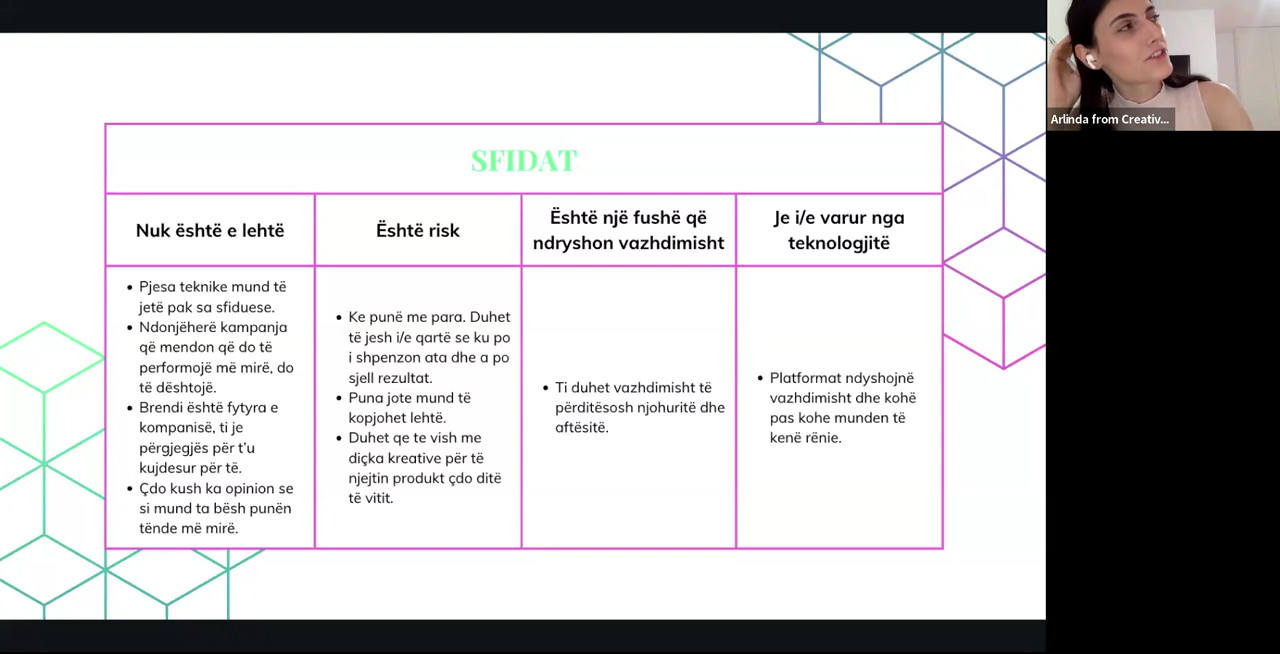 SFIDAT
Nuk është e lehtë
Është risk
Është një fushë që
ndryshon vazhdimisht
Je i/e varur nga
teknologjitë
• Pjesa teknike mund të
jetë pak sa sfiduese.
• Ndonjëherë kampanja
që mendon që do të
performojë më mirë, do
të dështojë.
• Brendi është fytyra e
kompanisë, ti je
përgjegjës për t'u
kujdesur për të.
• Çdo kush ka opinion se
si mund ta bësh punën
tënde më mirë.
• Ke punë me para. Duhet
të jesh i/e qartë se ku po
i shpenzon ata dhe a po
sjell rezultat.
• Puna jote mund të
kopjohet lehtë.
• Duhet qe te vish me
diçka kreative për të
njejtin produkt çdo ditë
të vitit.
• Ti duhet vazhdimisht të
përditësosh njohuritë dhe
aftësitë.
• Platformat ndyshojnë
vazhdimisht dhe kohë
pas kohe munden të
kenë rënie.
Arlinda from Creativ...